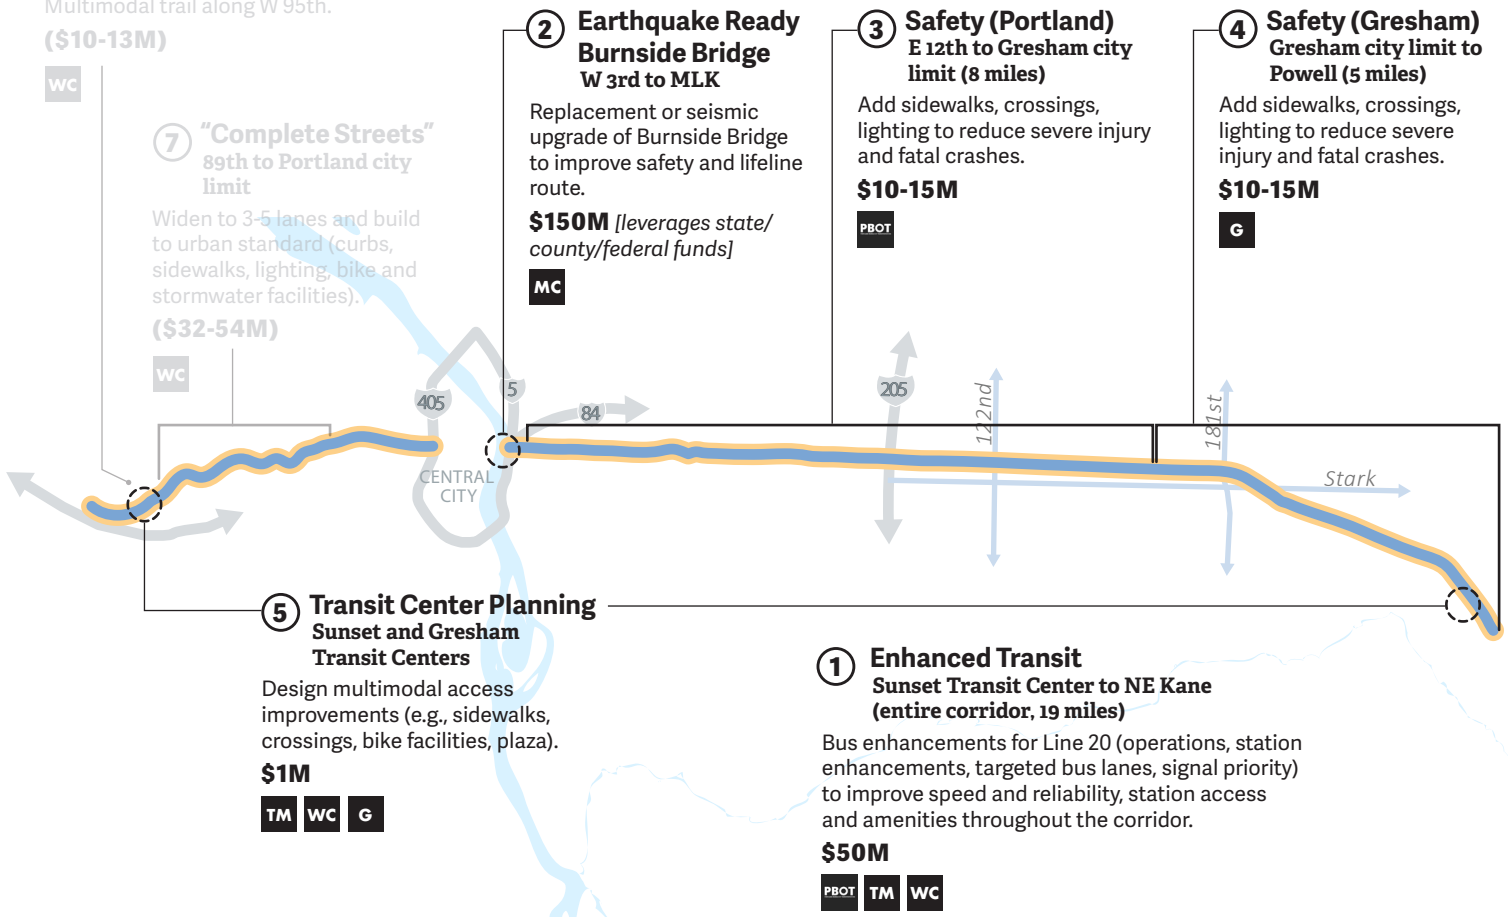 Multimodal trail along W 95th.
($10-13M)
WC
7 "Complete Streets"
89th to Portland city
limit
Widen to 3-5 lanes and build
to urban standard (curbs,
sidewalks, lighting, bike and
stormwater facilities).
($32-54M)
WC
2 Earthquake Ready
Burnside Bridge
W 3rd to MLK
Replacement or seismic
upgrade of Burnside Bridge
to improve safety and lifeline
route.
$150M [leverages state/
county/federal funds]
MC
3 Safety (Portland)
E 12th to Gresham city
limit (8 miles)
Add sidewalks, crossings,
lighting to reduce severe injury
and fatal crashes.
$10-15M
PBOT
4 Safety (Gresham)
Gresham city limit to
Powell (5 miles)
Add sidewalks, crossings,
lighting to reduce severe
injury and fatal crashes.
$10-15M
G
405
5
84
205
122nd
181st
Stark
CENTRAL
CITY
5 Transit Center Planning
Sunset and Gresham
Transit Centers
Design multimodal access
improvements (e.g., sidewalks,
crossings, bike facilities, plaza).
$1M
TM WC G
1 Enhanced Transit
Sunset Transit Center to NE Kane
(entire corridor, 19 miles)
Bus enhancements for Line 20 (operations, station
enhancements, targeted bus lanes, signal priority)
to improve speed and reliability, station access
and amenities throughout the corridor.
$50M
PBOT TM WC